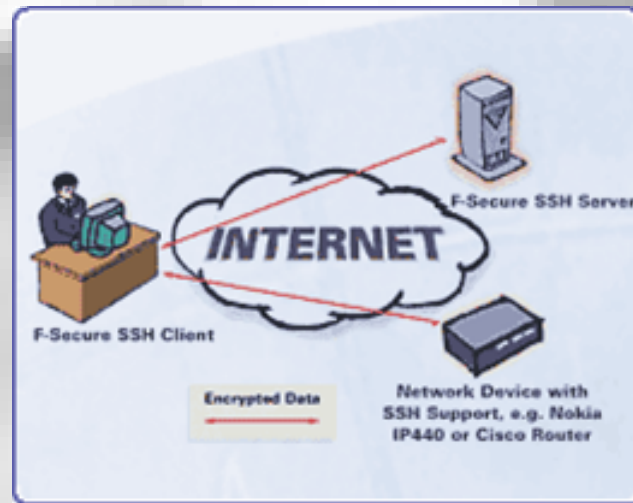 F-Secure SSH Server
INTERNET
F-Secure SSH Client
Encrypted Data
Network Device with
SSH Support, e.g. Nokia
IP440 or Cisco Router